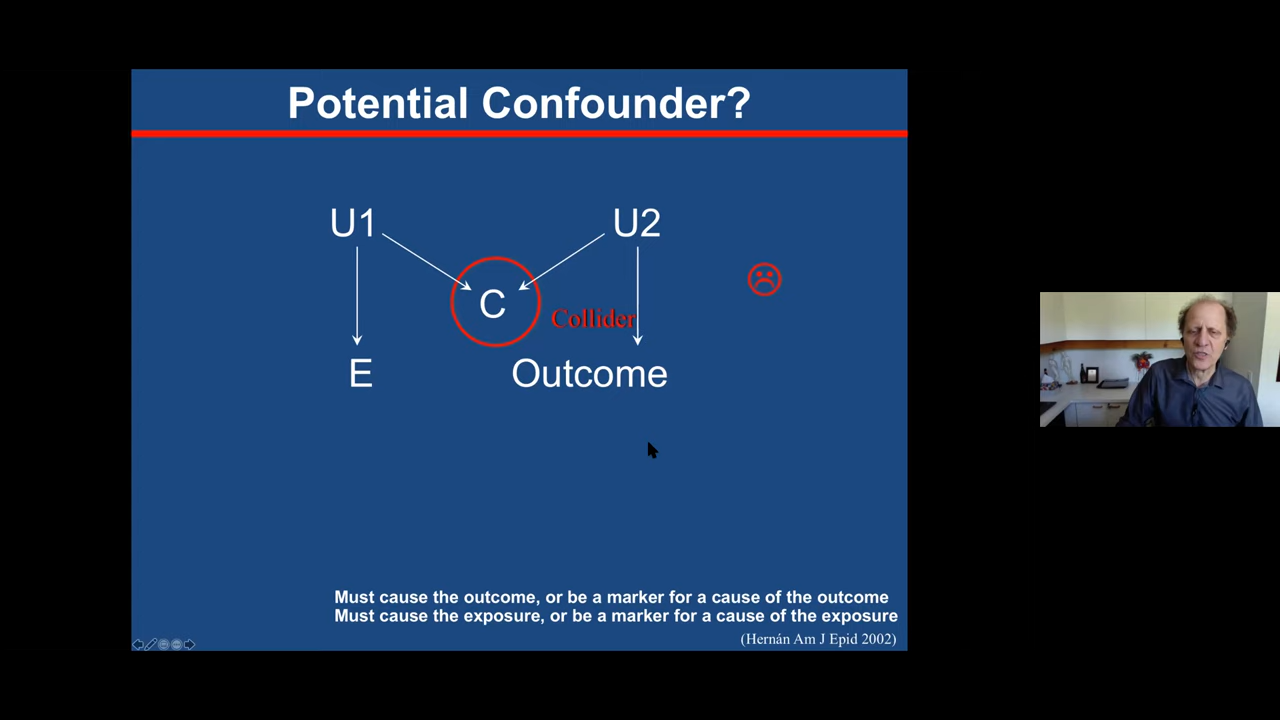 Potential Confounder?
U1 U2
C
Collider
E Outcome
Must cause the outcome, or be a marker for a cause of the outcome
Must cause the exposure, or be a marker for a cause of the exposure
(Hernán Am J Epid 2002)